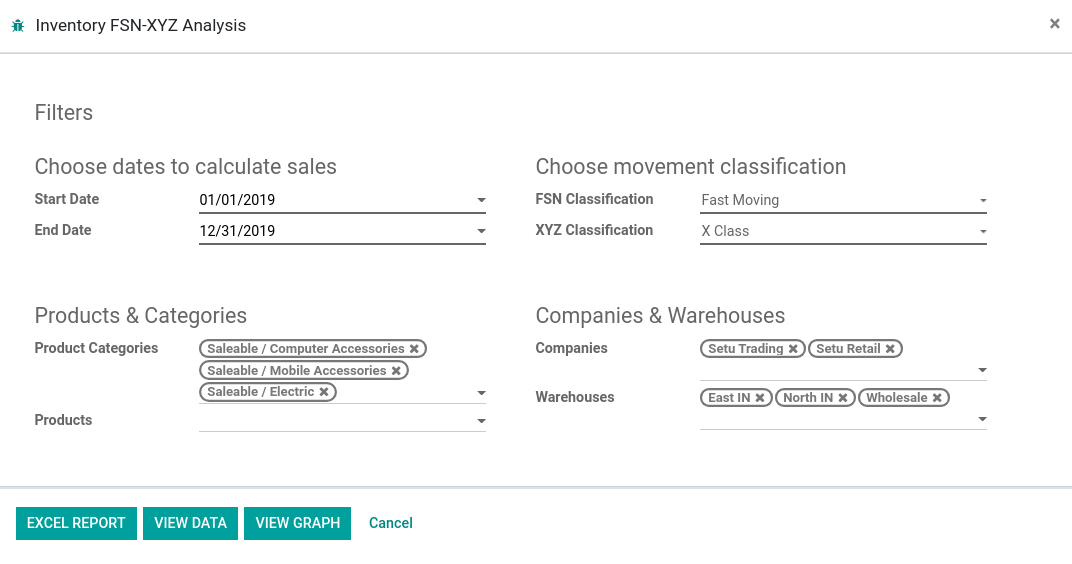 Inventory FSN-XYZ Analysis ×
Filters
Choose dates to calculate sales
Start Date 01/01/2019
End Date 12/31/2019
Choose movement classification
FSN Classification Fast Moving
XYZ Classification X Class
Products & Categories
Product Categories Saleable / Computer Accessories ✖
Saleable / Mobile Accessories ✖
Saleable / Electric ✖
Products
Companies & Warehouses
Companies Setu Trading ✖ Setu Retail ✖
Warehouses East IN ✖ North IN ✖ Wholesale ✖
EXCEL REPORT VIEW DATA VIEW GRAPH Cancel